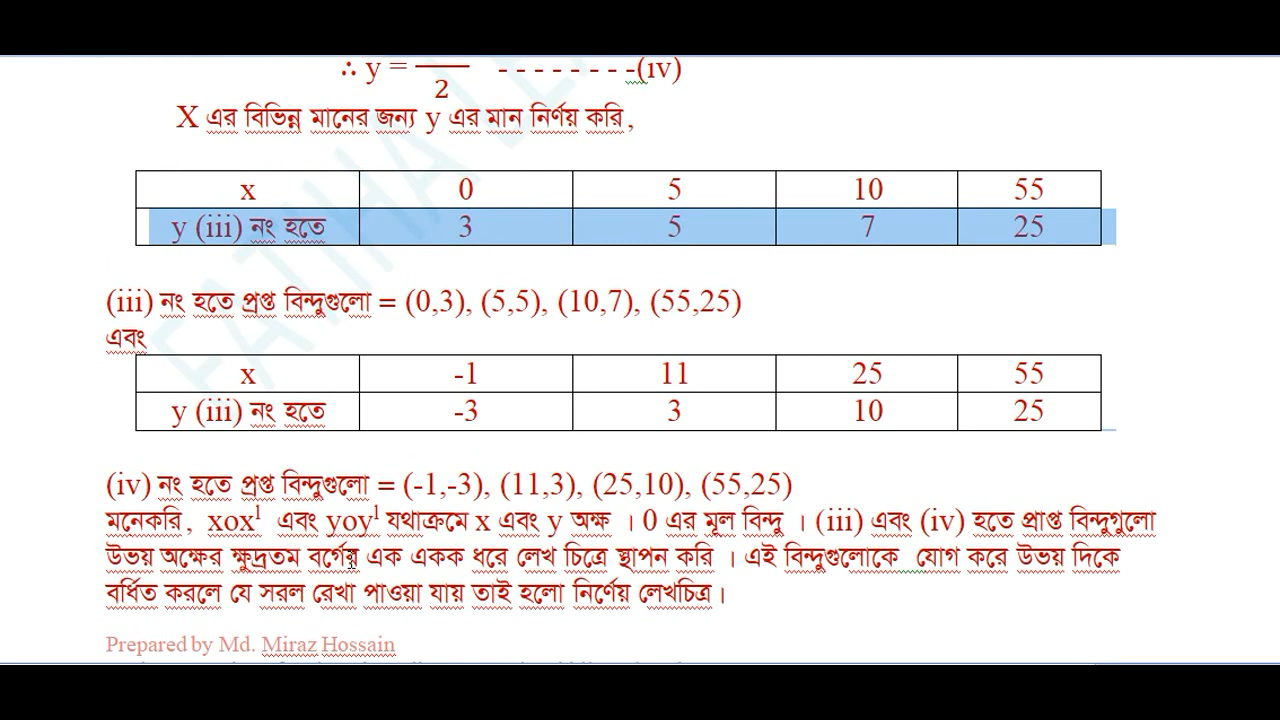 ∴ y = 2 - - - - - - - -(iv)
X এর বিভিন্ন মানের জন্য y এর মান নির্ণয় করি,
x 0 5 10 55
y (iii) নং হতে 3 5 7 25
(iii) নং হতে প্রপ্ত বিন্দুগুলো = (0,3), (5,5), (10,7), (55,25)
এবং
x -1 11 25 55
y (iii) নং হতে -3 3 10 25
(iv) নং হতে প্রপ্ত বিন্দুগুলো = (-1,-3), (11,3), (25,10), (55,25)
মনেকরি, xox¹ এবং yoy¹ যথাক্রমে x এবং y অক্ষ । 0 এর মূল বিন্দু । (iii) এবং (iv) হতে প্রাপ্ত বিন্দুগুলো
উভয় অক্ষের ক্ষুদ্রতম বর্গের এক একক ধরে লেখ চিত্রে স্থাপন করি । এই বিন্দুগুলোকে যোগ করে উভয় দিকে
বর্ধিত করলে যে সরল রেখা পাওয়া যায় তাই হলো নির্ণেয় লেখচিত্র।
Prepared by Md. Miraz Hossain